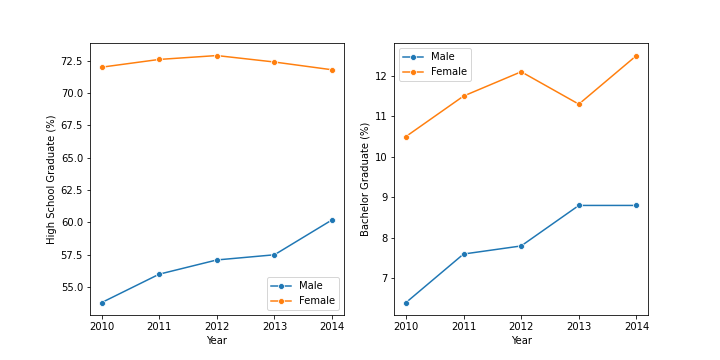 High School Graduate (%)
72.5
70.0
67.5
65.0
62.5
60.0
57.5
55.0
Male
Female
2010 2011 2012 2013 2014
Year
Bachelor Graduate (%)
Male
Female
12
11
10
9
8
7
2010 2011 2012 2013 2014
Year